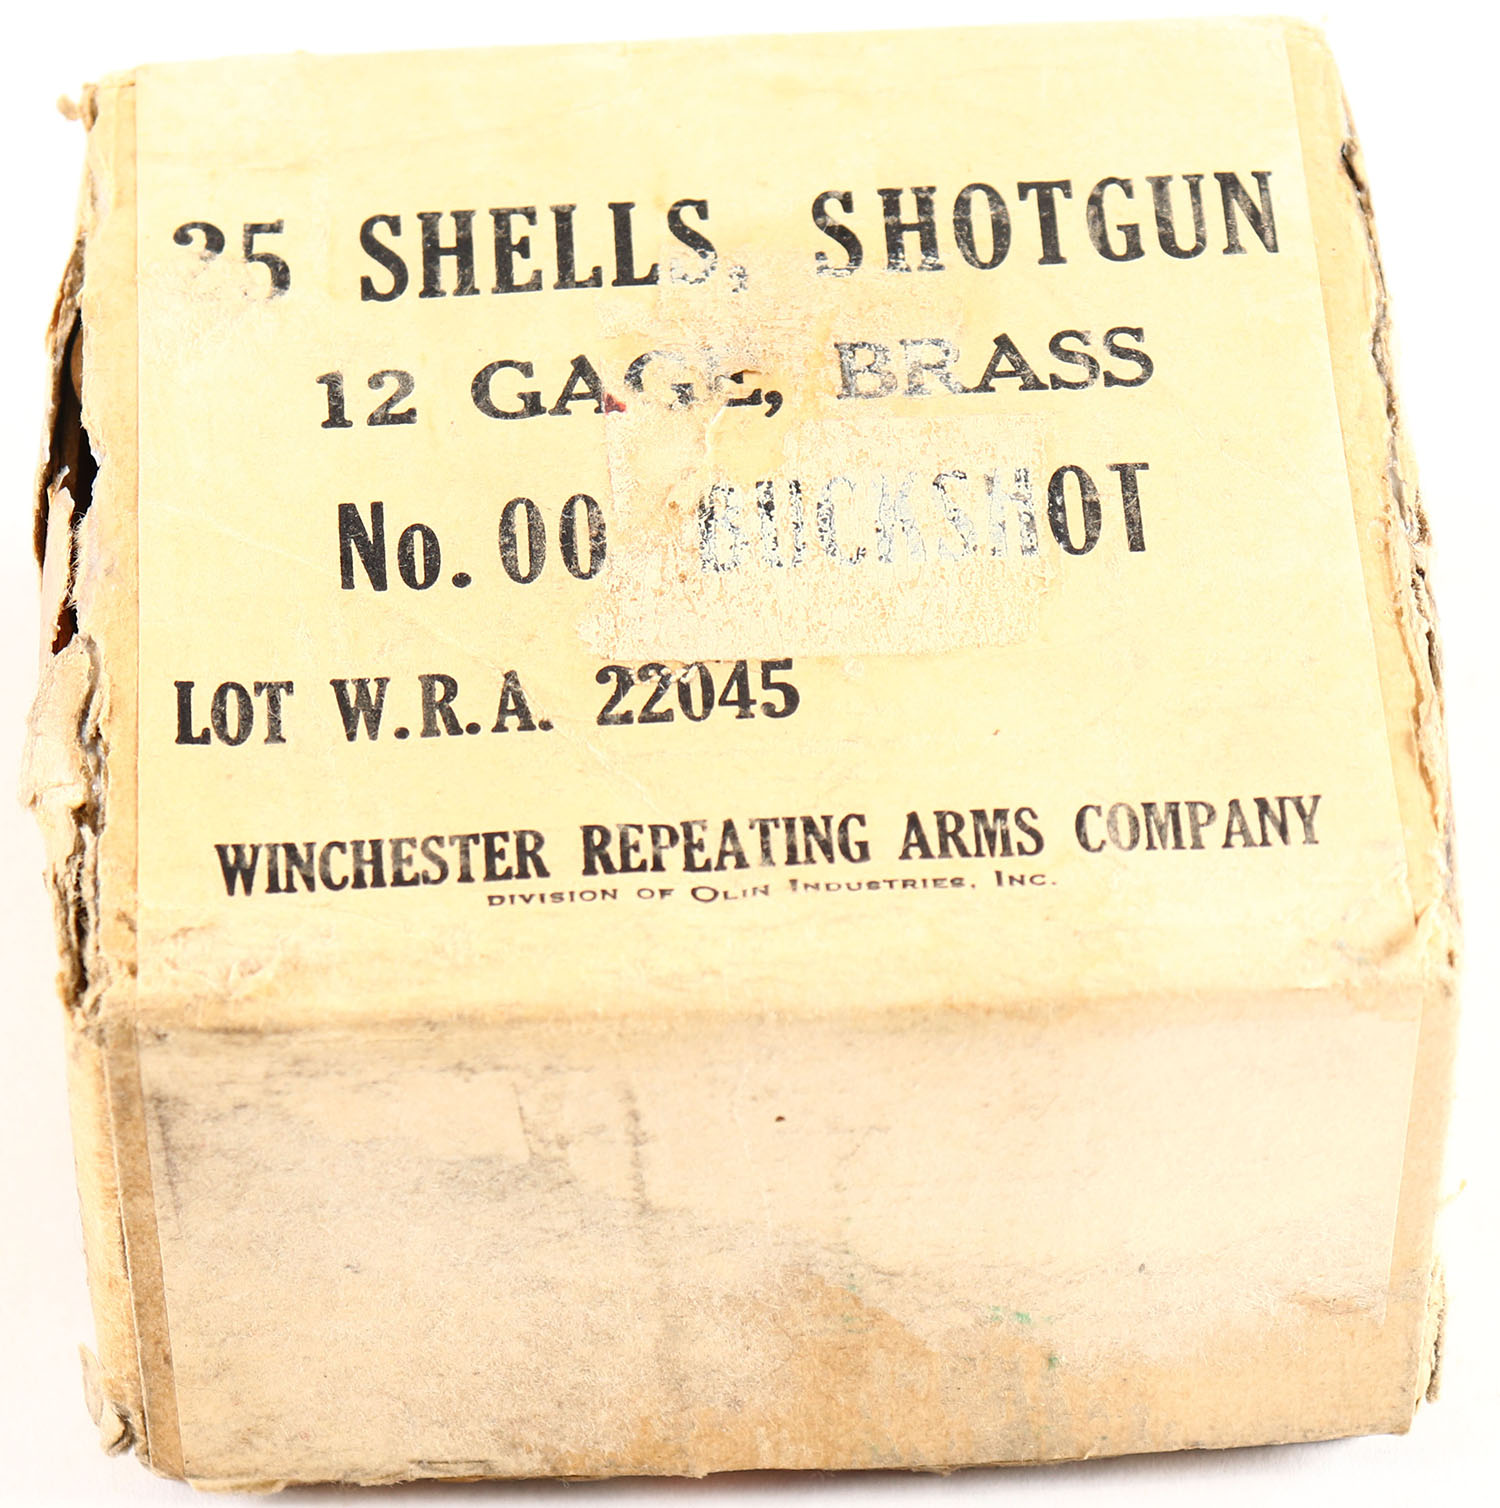 25 SHELLS, SHOTGUN
12 GAGE, BRASS
No. 00 BUCKSHOT
LOT W.R.A. 22045
WINCHESTER REPEATING ARMS COMPANY
DIVISION OF OLIN INDUSTRIES, INC.